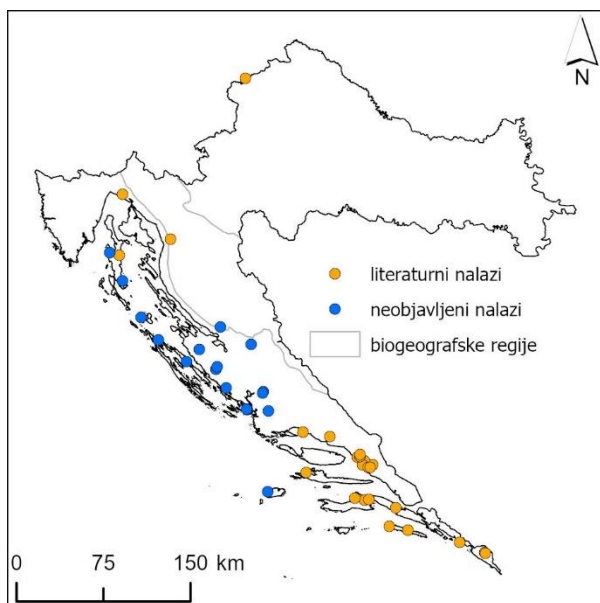 N
literaturni nalazi
neobjavljeni nalazi
biogeografske regije
0 75 150 km